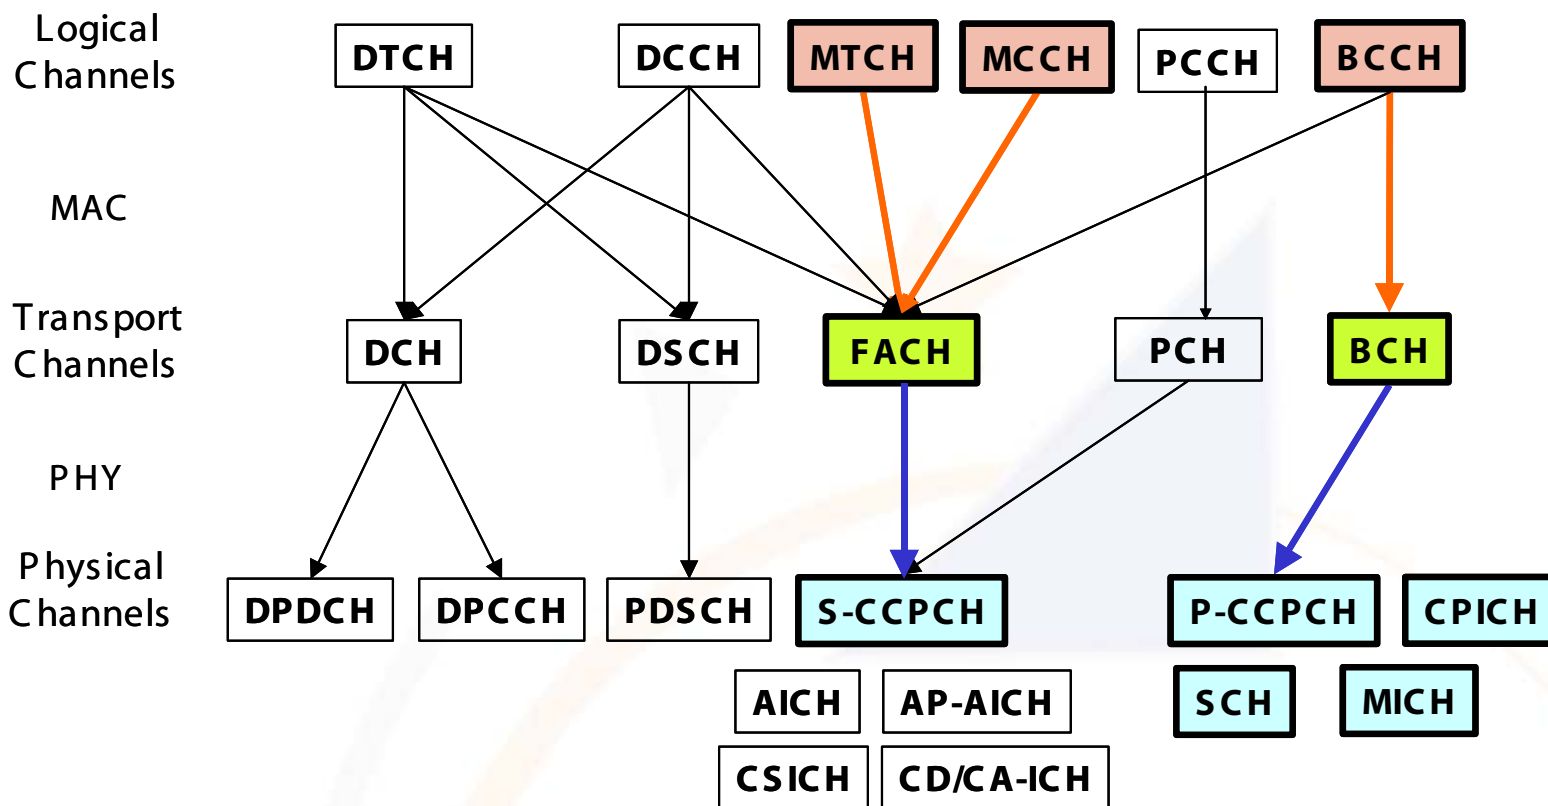 Logical
Channels
DTCH
DCCH
MTCH
MCCH
PCCH
BCCH
MAC
Transport
Channels
DCH
DSCH
FACH
PCH
BCH
PHY
Physical
Channels
DPDCH
DPCCH
PDSCH
S-CCPCH
P-CCPCH
CPICH
AICH
AP-AICH
SCH
MICH
CSICH
CD/CA-ICH